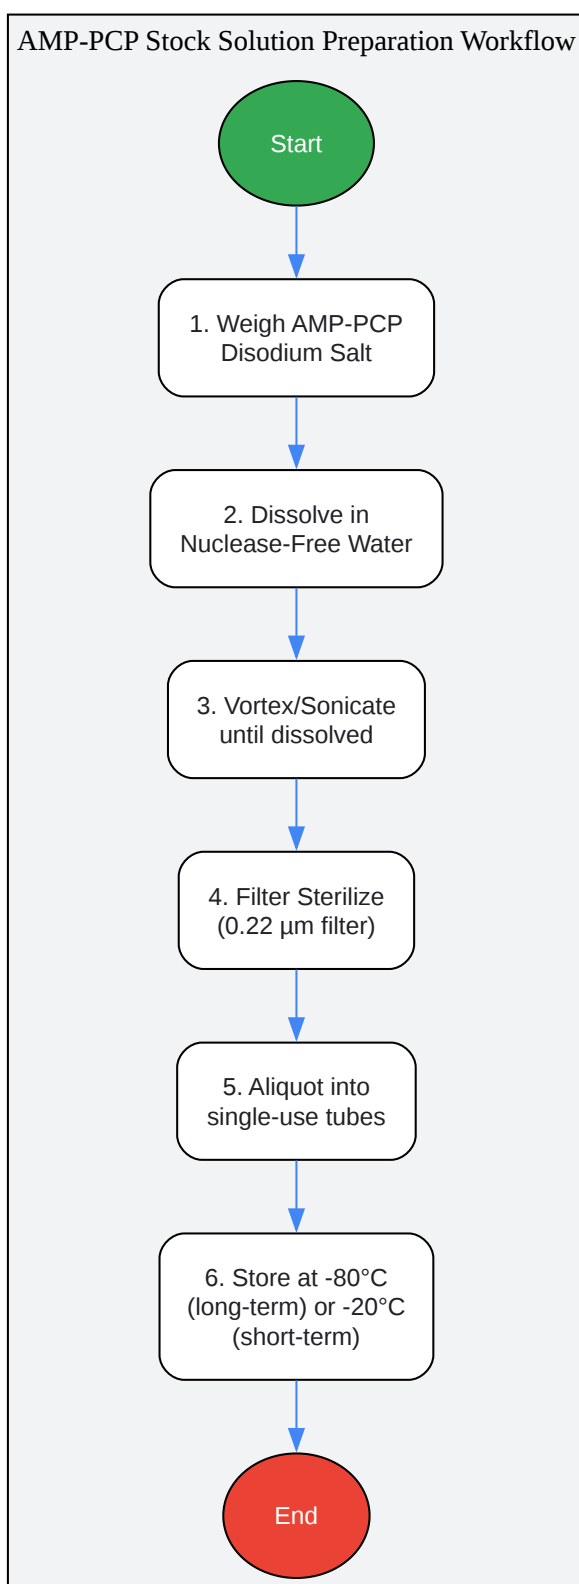 AMP-PCP Stock Solution Preparation Workflow
Start
1. Weigh AMP-PCP
Disodium Salt
2. Dissolve in
Nuclease-Free Water
3. Vortex/Sonicate
until dissolved
4. Filter Sterilize
(0.22 µm filter)
5. Aliquot into
single-use tubes
6. Store at -80°C
(long-term) or -20°C
(short-term)
End